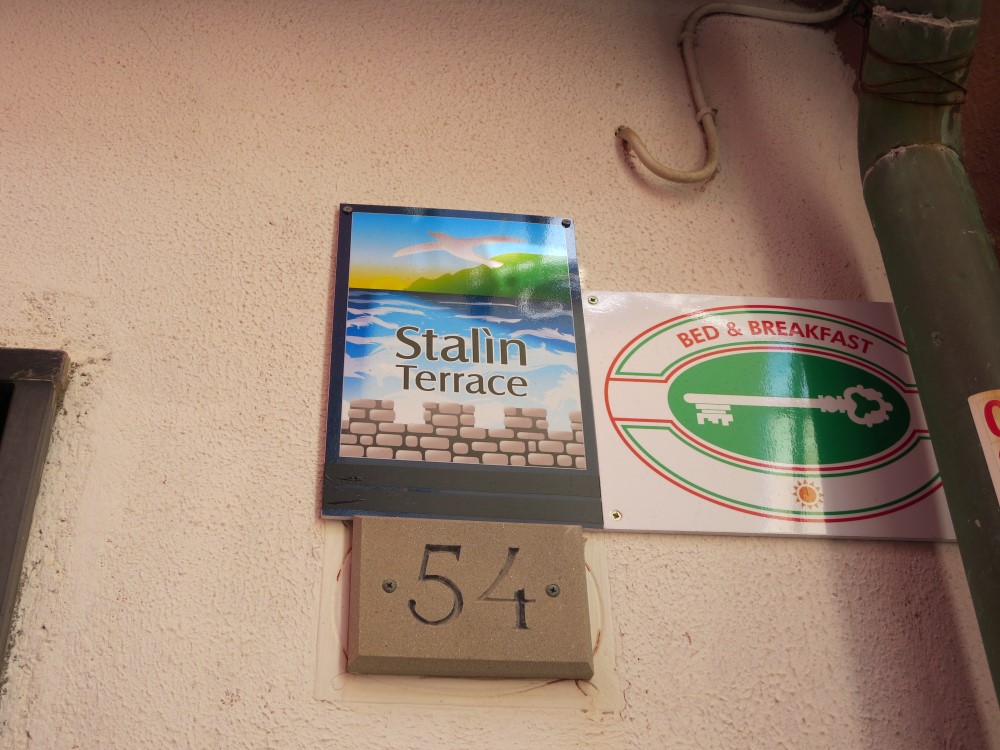 Stalìn
Terrace
BED & BREAKFAST
54